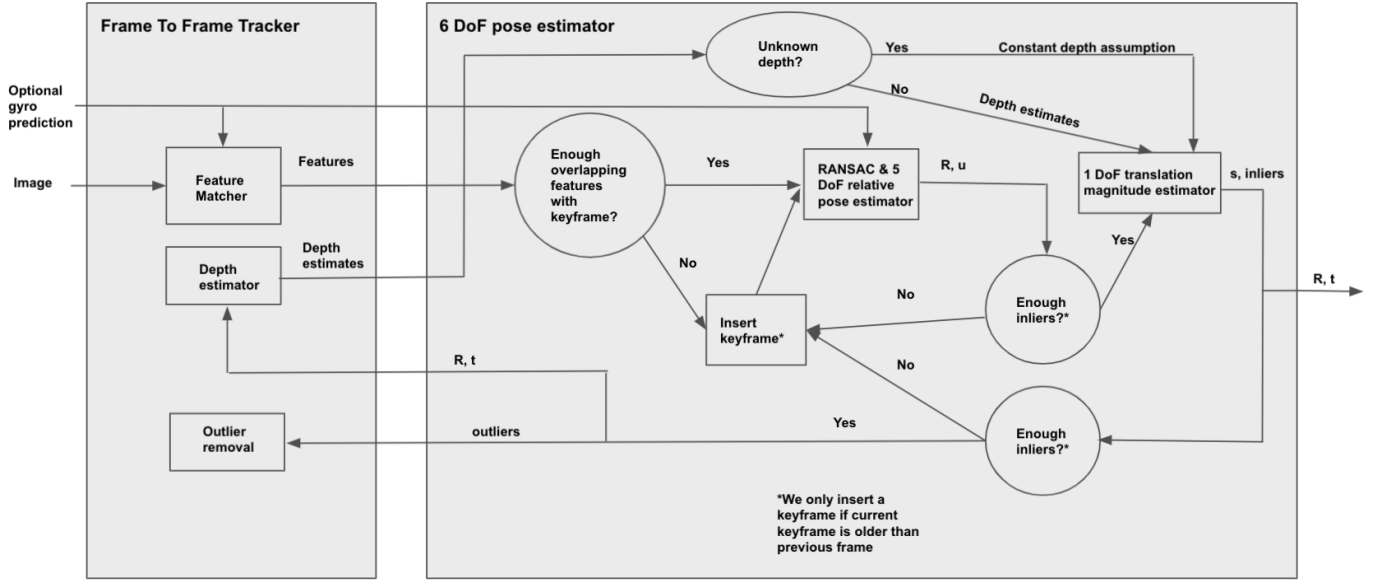 Frame To Frame Tracker
6 DoF pose estimator
Unknown
depth?
Yes
Constant depth assumption
No
Depth estimates
Optional
gyro
prediction
Image
Feature
Matcher
Features
Enough
overlapping
features
with
keyframe?
Yes
No
RANSAC & 5
DoF relative
pose estimator
R, u
1 DoF translation
magnitude estimator
s, inliers
Yes
R, t
Depth
estimator
Depth
estimates
Insert
keyframe*
No
Enough
inliers?*
No
R, t
Outlier
removal
outliers
Yes
Enough
inliers?*
*We only insert a
keyframe if current
keyframe is older than
previous frame